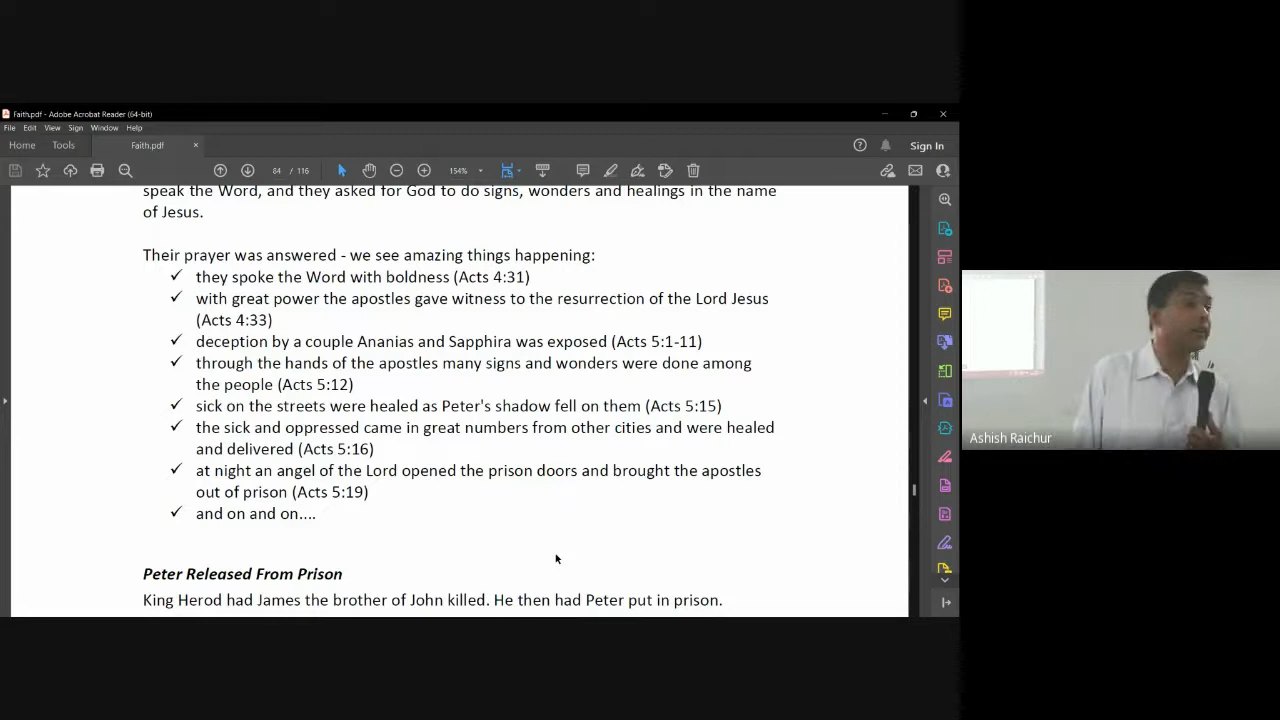 Faith.pdf - Adobe Acrobat Reader (64-bit)
File Edit View Sign Window Help
Home Tools Faith.pdf × Sign In
84 / 116 154%
speak the Word, and they asked for God to do signs, wonders and healings in the name
of Jesus.
Their prayer was answered - we see amazing things happening:
✓ they spoke the Word with boldness (Acts 4:31)
✓ with great power the apostles gave witness to the resurrection of the Lord Jesus
(Acts 4:33)
✓ deception by a couple Ananias and Sapphira was exposed (Acts 5:1-11)
✓ through the hands of the apostles many signs and wonders were done among
the people (Acts 5:12)
✓ sick on the streets were healed as Peter's shadow fell on them (Acts 5:15)
✓ the sick and oppressed came in great numbers from other cities and were healed
and delivered (Acts 5:16)
✓ at night an angel of the Lord opened the prison doors and brought the apostles
out of prison (Acts 5:19)
✓ and on and on....
Peter Released From Prison
King Herod had James the brother of John killed. He then had Peter put in prison.
Ashish Raichur